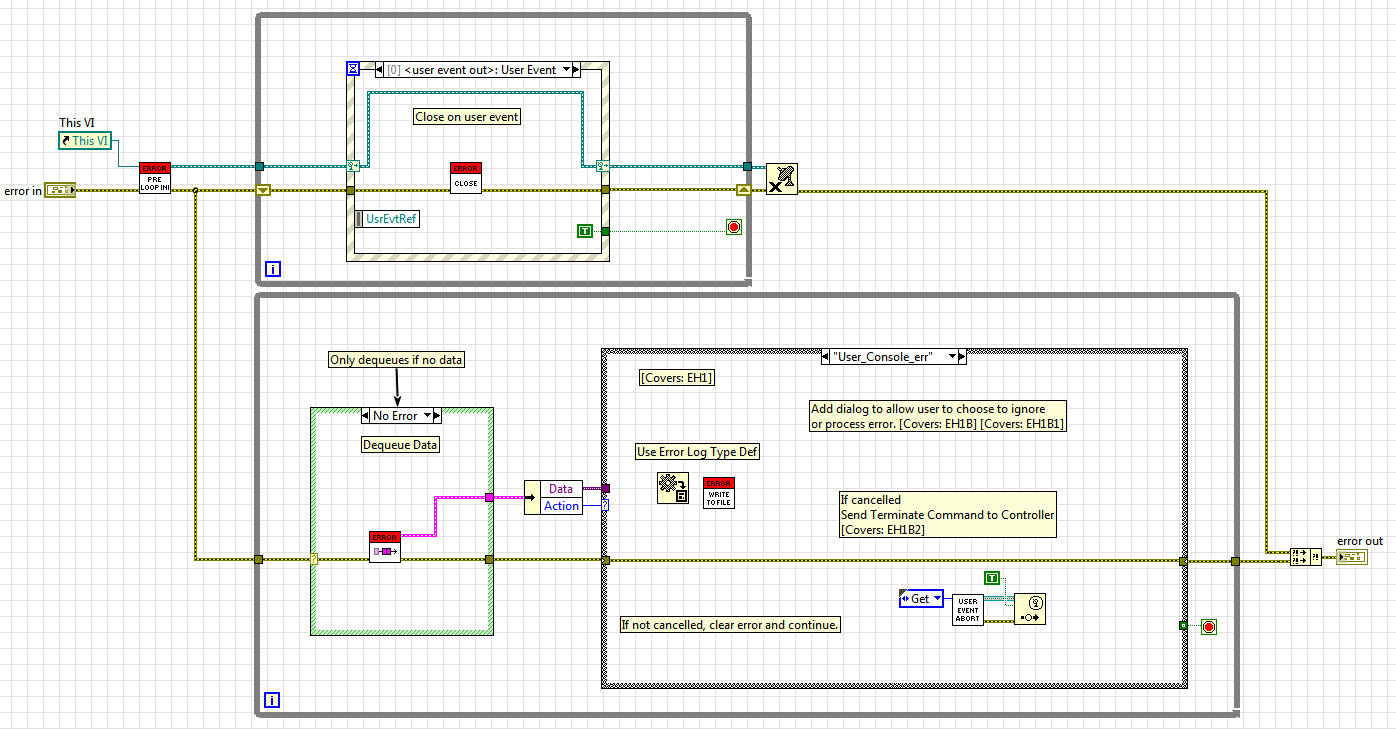 [0] <user event out>: User Event
Close on user event
This VI
This VI
ERROR
PRE
LOOP INI
error in
ERROR
CLOSE
UsrEvtRef
T
i
Only dequeues if no data
No Error
Dequeue Data
ERROR
Data
Action
"User_Console_err"
[Covers: EH1]
Add dialog to allow user to choose to ignore
or process error. [Covers: EH1B] [Covers: EH1B1]
Use Error Log Type Def
ERROR
WRITE
TO FILE
If cancelled
Send Terminate Command to Controller
[Covers: EH1B2]
error out
T
Get
USER
EVENT
ABORT
If not cancelled, clear error and continue.
i